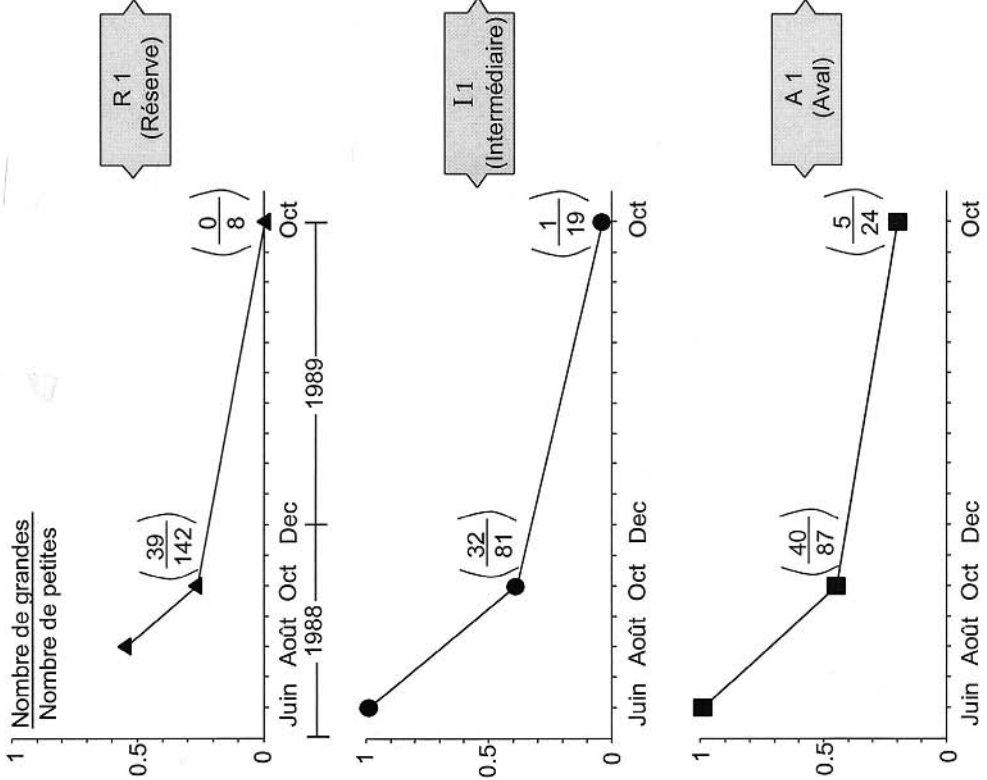 Nombre de grandes
Nombre de petites
1
0.5
0
39
142
0
8
R 1
(Réserve)
Juin Août Oct Dec Oct
1988 1989
1
0.5
0
32
81
1
19
I 1
(Intermédiaire)
Juin Août Oct Dec Oct
1
0.5
0
40
87
5
24
A 1
(Aval)
Juin Août Oct Dec Oct